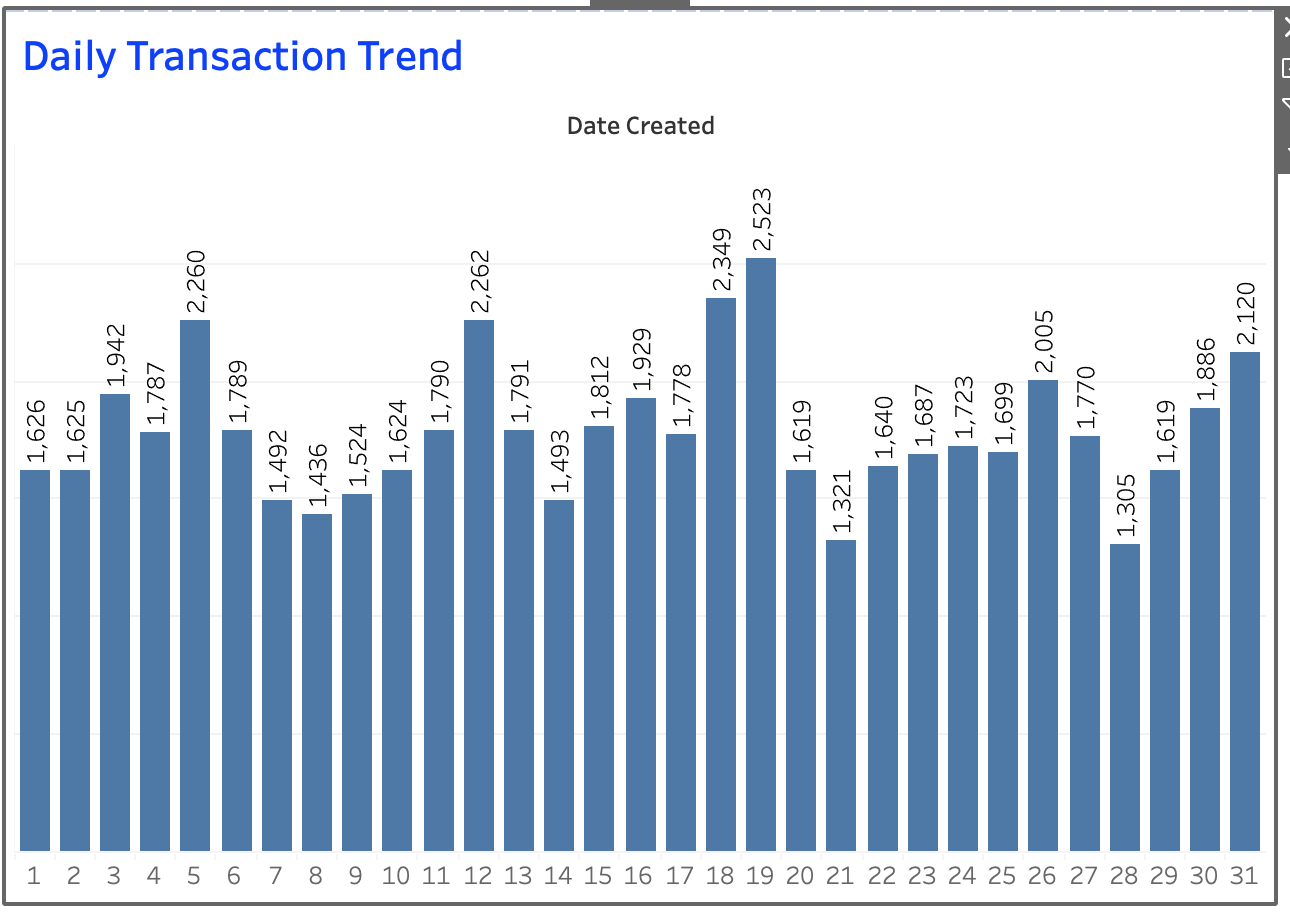 Daily Transaction Trend
Date Created
1,626 1,625 1,942 1,787 2,260 1,789 1,492 1,436 1,524 1,624 1,790 2,262 1,791 1,493 1,812 1,929 1,778 2,349 2,523 1,619 1,321 1,640 1,687 1,723 1,699 2,005 1,770 1,305 1,619 1,886 2,120
1 2 3 4 5 6 7 8 9 10 11 12 13 14 15 16 17 18 19 20 21 22 23 24 25 26 27 28 29 30 31